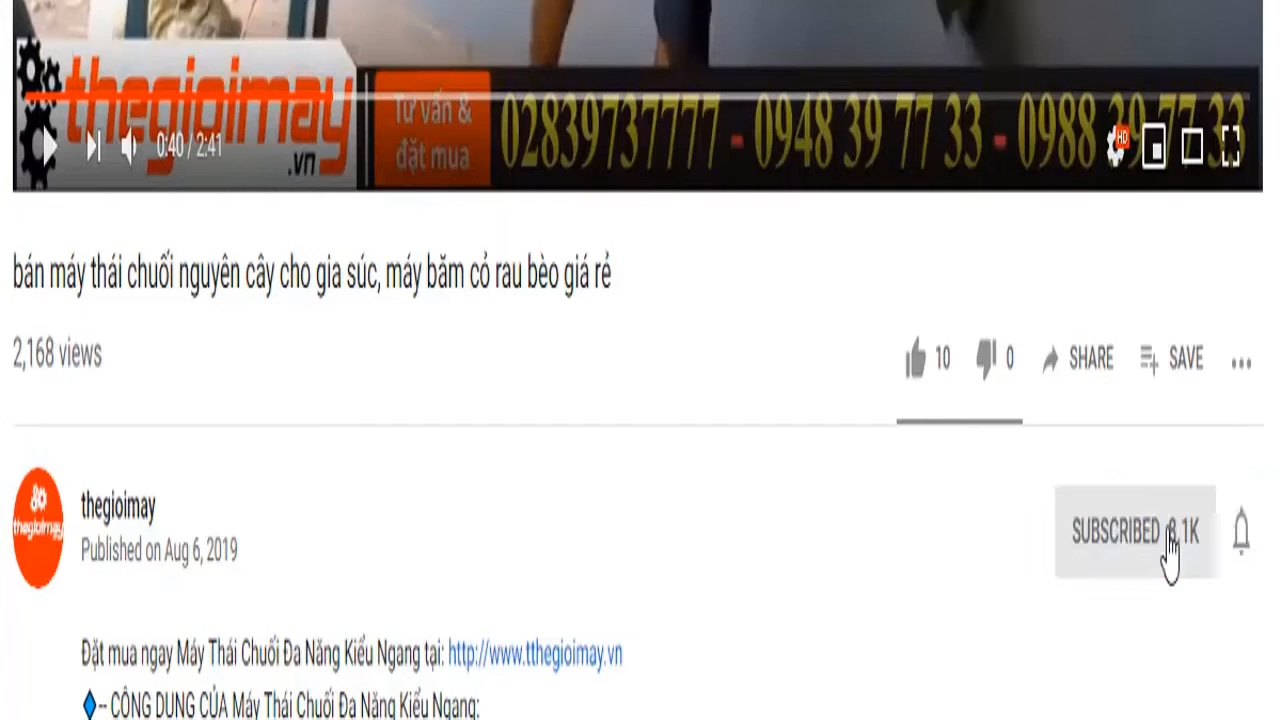 thegioimay
.vn
Tư vấn &
đặt mua
02839737777 - 0948 39 77 33 - 0988 39 77 33
HD
0:40 / 2:41
bán máy thái chuối nguyên cây cho gia súc, máy băm cỏ rau bèo giá rẻ
2,168 views
10 0 SHARE SAVE
thegioimay
thegioimay
Published on Aug 6, 2019
SUBSCRIBED
Đặt mua ngay Máy Thái Chuối Đa Năng Kiểu Ngang tại: http://www.tthegioimay.vn
-- CÔNG DỤNG CỦA Máy Thái Chuối Đa Năng Kiểu Ngang: